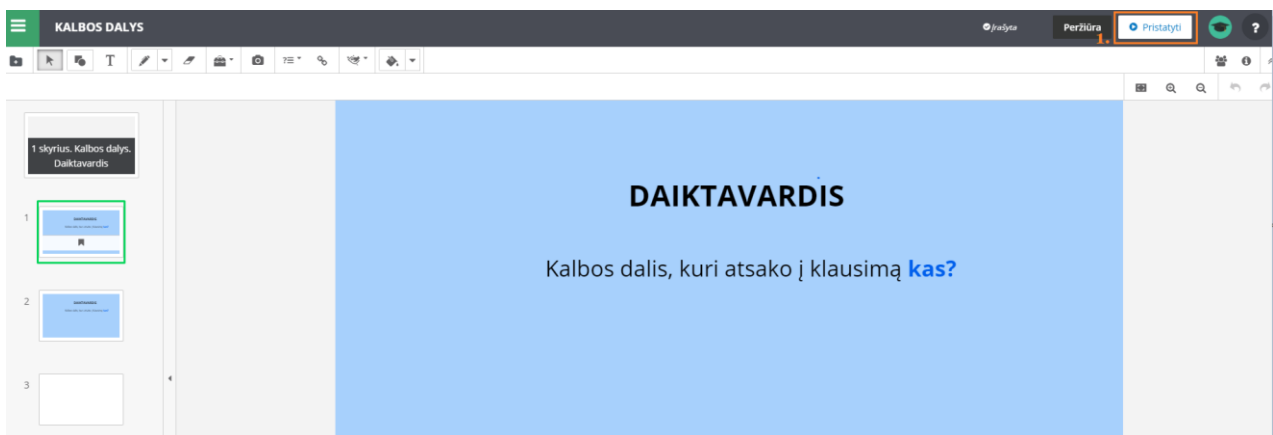 KALBOS DALYS
Įrašyta
Peržiūra
1.
Pristatyti
?
T
?
1 skyrius. Kalbos dalys.
Daiktavardis
1
2
3
DAIKTAVARDIS
Kalbos dalis, kuri atsako į klausimą kas?